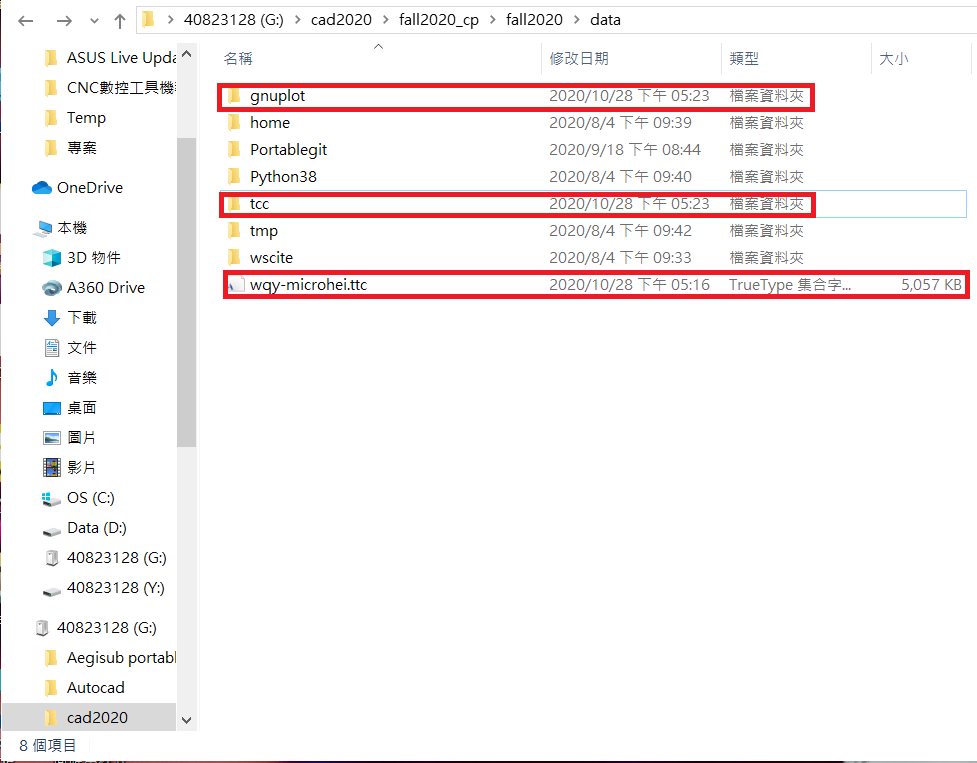 40823128 (G:) > cad2020 > fall2020_cp > fall2020 > data
名稱 修改日期 類型 大小
gnuplot 2020/10/28 下午 05:23 檔案資料夾
home 2020/8/4 下午 09:39 檔案資料夾
Portablegit 2020/9/18 下午 08:44 檔案資料夾
Python38 2020/8/4 下午 09:40 檔案資料夾
tcc 2020/10/28 下午 05:23 檔案資料夾
tmp 2020/8/4 下午 09:42 檔案資料夾
wscite 2020/8/4 下午 09:33 檔案資料夾
wqy-microhei.ttc 2020/10/28 下午 05:16 TrueType 集合字... 5,057 KB
ASUS Live Upda
CNC數控工具機
Temp
專案
OneDrive
本機
3D 物件
A360 Drive
下載
文件
音樂
桌面
圖片
影片
OS (C:)
Data (D:)
40823128 (G:)
40823128 (Y:)
40823128 (G:)
Aegisub portabl
Autocad
cad2020
8 個項目